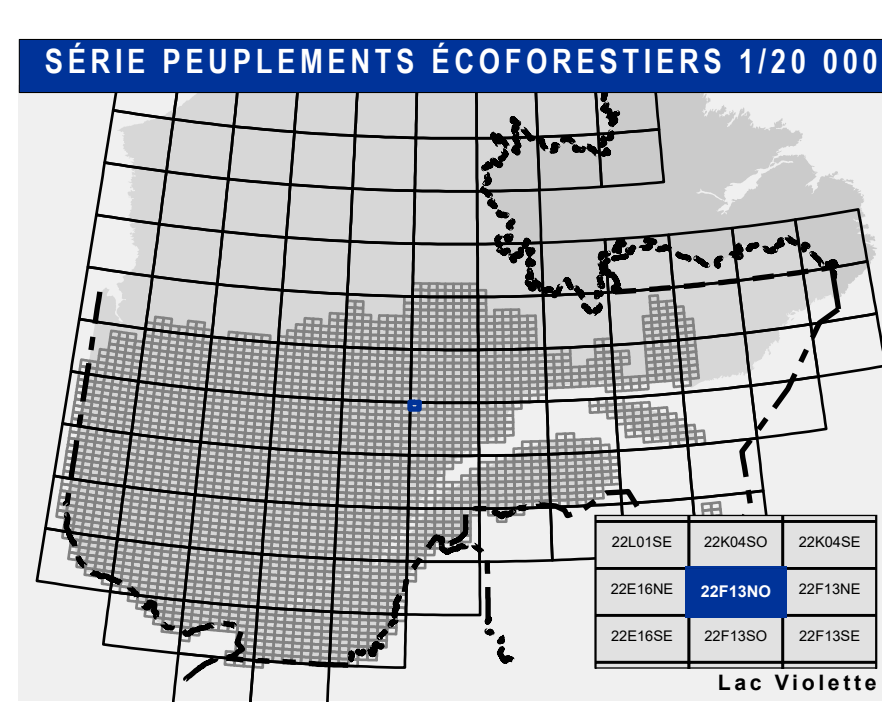 SÉRIE PEUPLEMENTS ÉCOFORESTIERS 1/20 000
22L01SE 22K04SO 22K04SE
22E16NE 22F13NO 22F13NE
22E16SE 22F13SO 22F13SE
Lac Violette